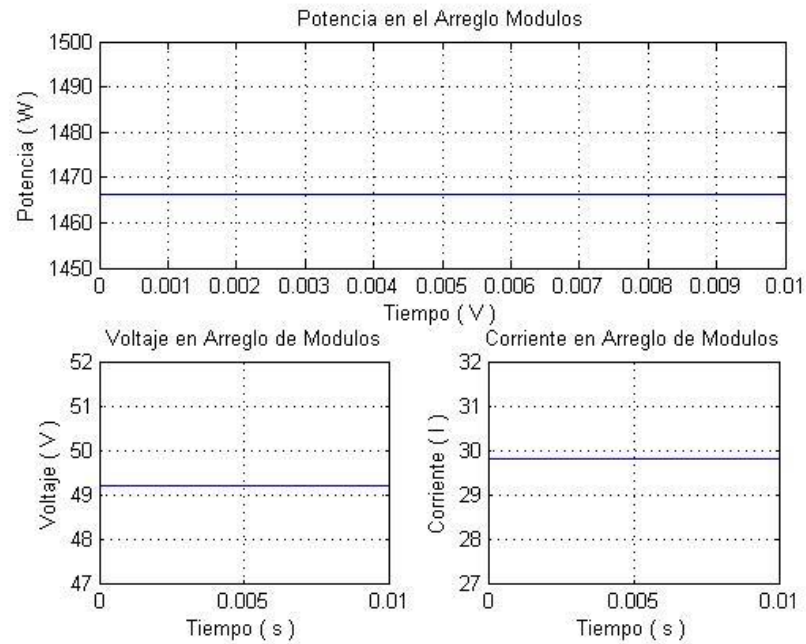 Potencia en el Arreglo Modulos
1500
1490
1480
1470
1460
1450
Potencia ( W )
0 0.001 0.002 0.003 0.004 0.005 0.006 0.007 0.008 0.009 0.01
Tiempo ( V )
Voltaje en Arreglo de Modulos
52
51
50
49
48
47
Voltaje ( V )
0 0.005 0.01
Tiempo ( s )
Corriente en Arreglo de Modulos
32
31
30
29
28
27
Corriente ( I )
0 0.005 0.01
Tiempo ( s )